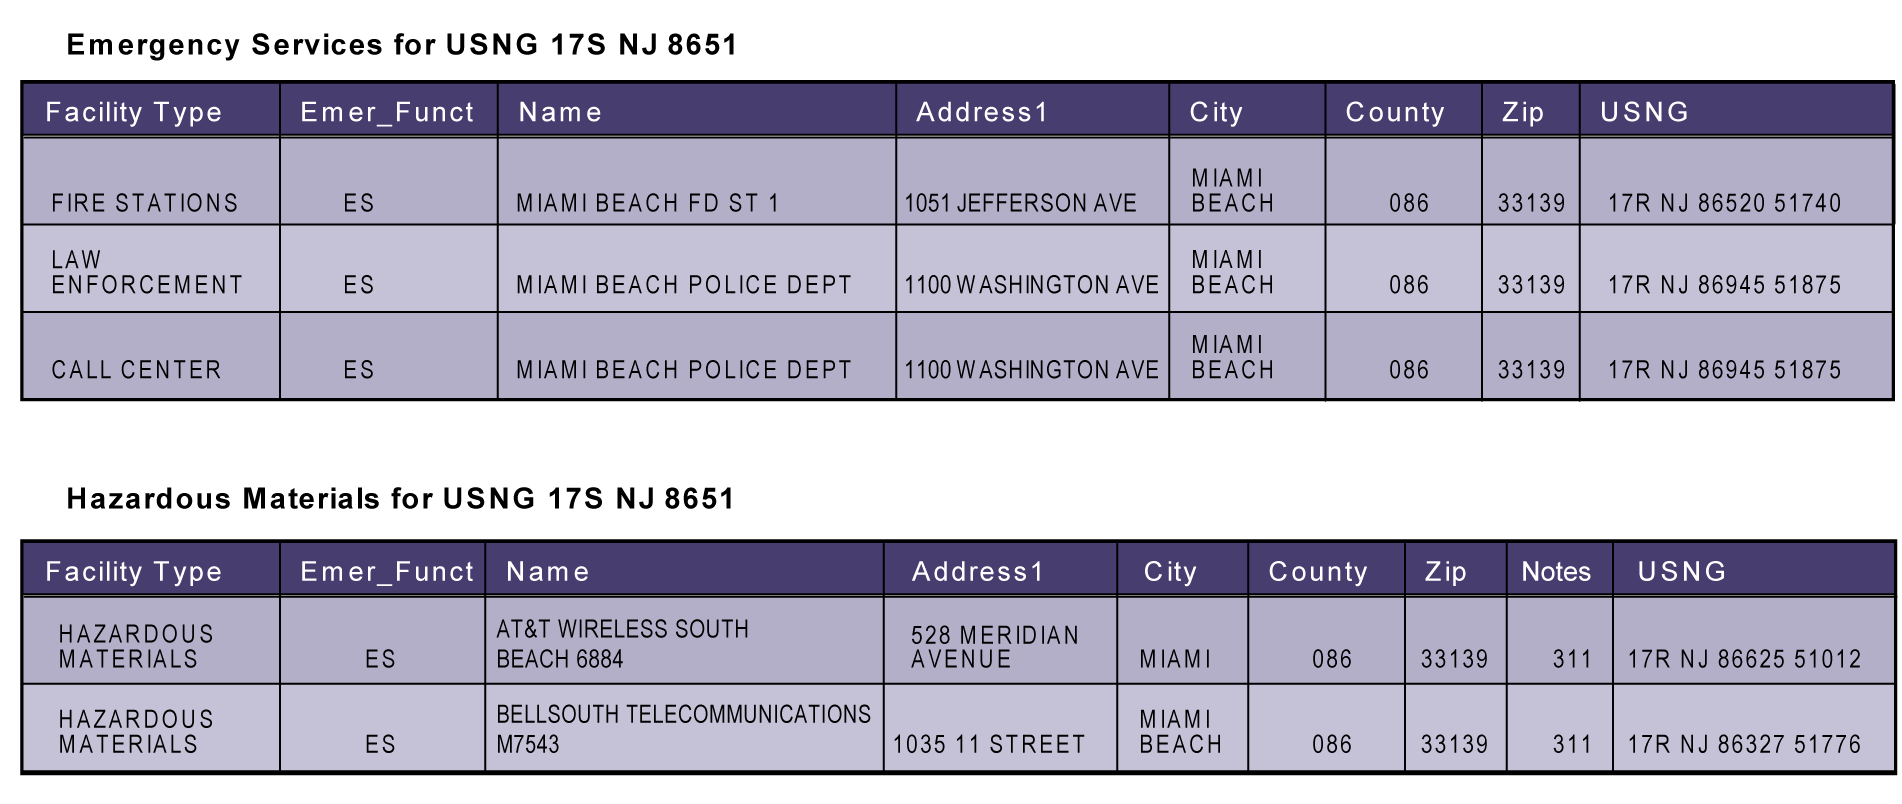 Emergency Services for USNG 17S NJ 8651
Facility Type Emer_Funct Name Address1 City County Zip USNG
FIRE STATIONS ES MIAMI BEACH FD ST 1 1051 JEFFERSON AVE MIAMI BEACH 086 33139 17R NJ 86520 51740
LAW ENFORCEMENT ES MIAMI BEACH POLICE DEPT 1100 WASHINGTON AVE MIAMI BEACH 086 33139 17R NJ 86945 51875
CALL CENTER ES MIAMI BEACH POLICE DEPT 1100 WASHINGTON AVE MIAMI BEACH 086 33139 17R NJ 86945 51875
Hazardous Materials for USNG 17S NJ 8651
Facility Type Emer_Funct Name Address1 City County Zip Notes USNG
HAZARDOUS MATERIALS ES AT&T WIRELESS SOUTH BEACH 6884 528 MERIDIAN AVENUE MIAMI 086 33139 311 17R NJ 86625 51012
HAZARDOUS MATERIALS ES BELLSOUTH TELECOMMUNICATIONS M7543 1035 11 STREET MIAMI BEACH 086 33139 311 17R NJ 86327 51776